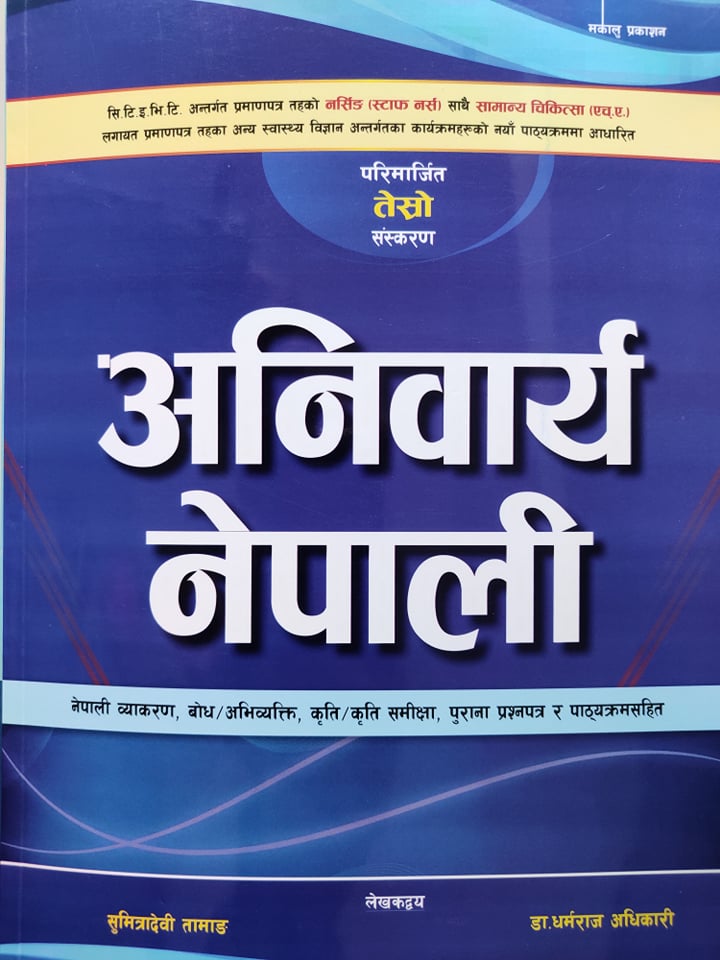 मकालु प्रकाशन
सि.टि.इ.भि.टि. अन्तर्गत प्रमाणपत्र तहको नर्सिङ (स्टाफ नर्स) साथै सामान्य चिकित्सा (एच्.ए.)
लगायत प्रमाणपत्र तहका अन्य स्वास्थ्य विज्ञान अन्तर्गतका कार्यक्रमहरूको नयाँ पाठ्यक्रममा आधारित
परिमार्जित
तेस्रो
संस्करण
अनिवार्य
नेपाली
नेपाली व्याकरण, बोध/अभिव्यक्ति, कृति/कृति समीक्षा, पुराना प्रश्नपत्र र पाठ्यक्रमसहित
लेखकद्वय
सुमित्रादेवी तामाङ डा.धर्मराज अधिकारी